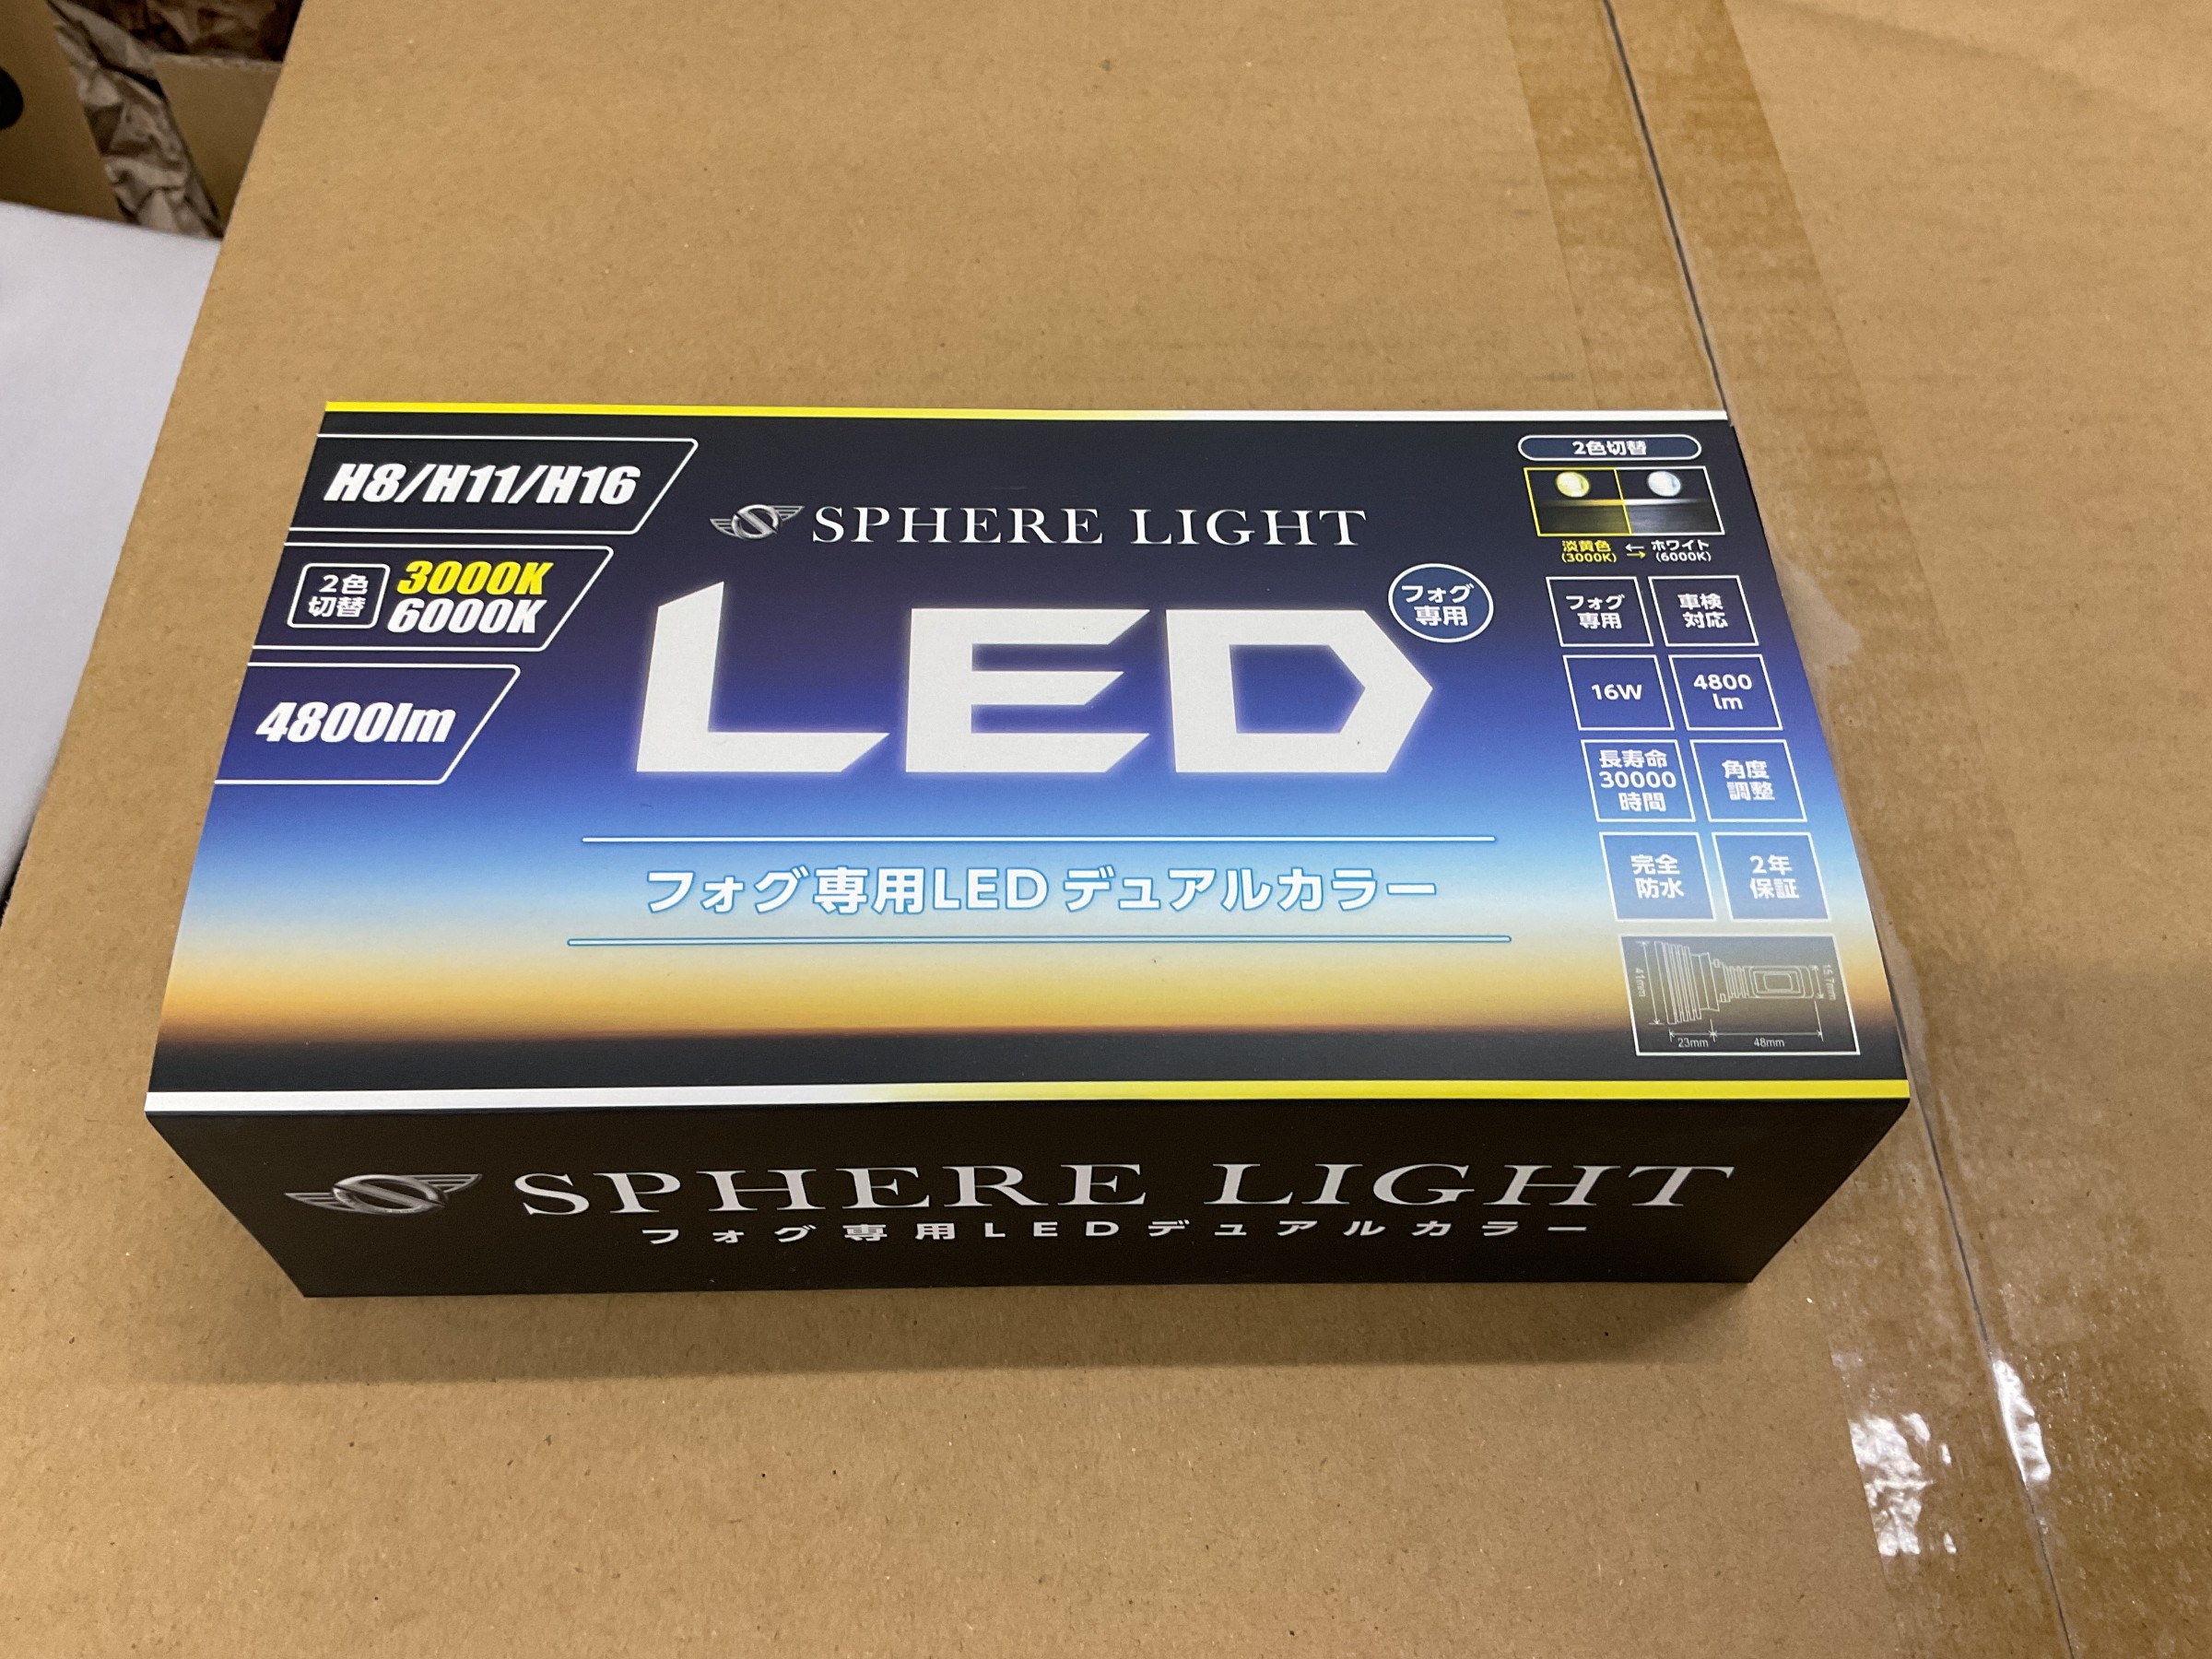 H8/H11/H16
2色
切替
3000K
6000K
4800lm
SPHERE LIGHT
LED
フォグ
専用
フォグ専用LED デュアルカラー
2色切替
淡黄色
(3000K)
ホワイト
(6000K)
フォグ
専用
車検
対応
16W
4800
lm
長寿命
30000
時間
角度
調整
完全
防水
2年
保証
41mm
15.7mm
23mm
48mm
SPHERE LIGHT
フォグ専用LEDデュアルカラー